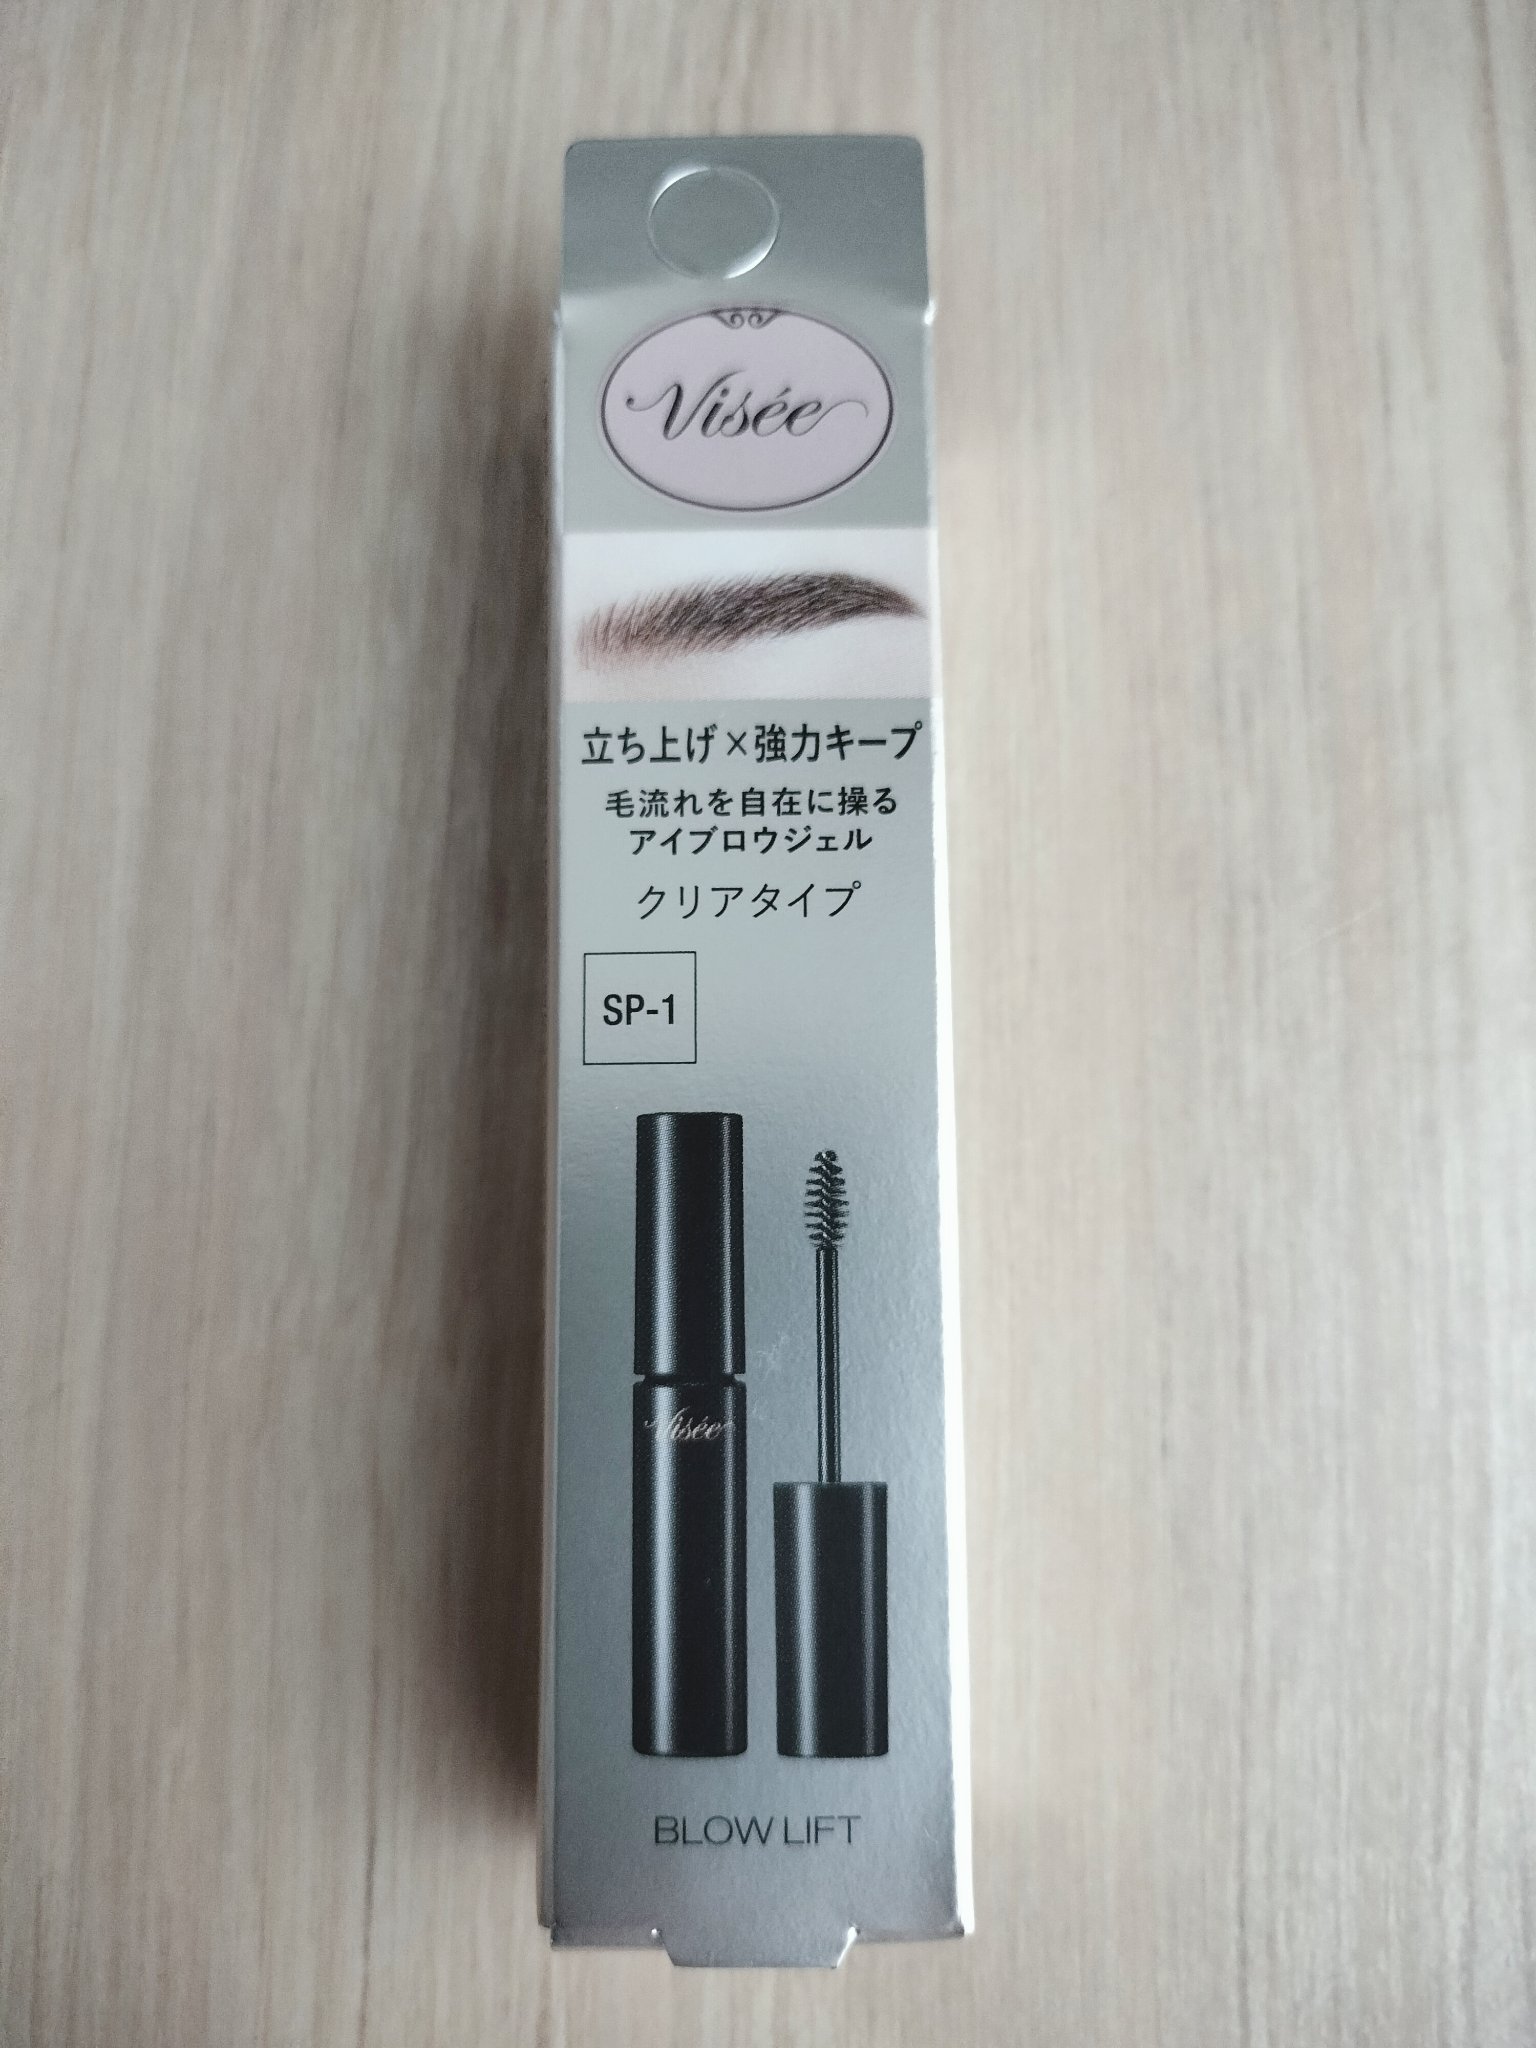 Visée
立ち上げ×強力キープ
毛流れを自在に操る
アイブロウジェル
クリアタイプ
SP-1
Visée
BLOW LIFT